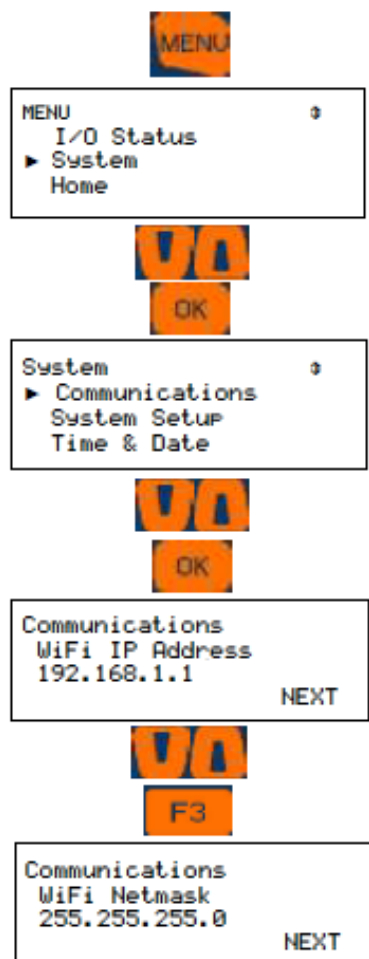 MENU
MENU
I/O Status
► System
Home
OK
System
► Communications
System Setup
Time & Date
OK
Communications
WiFi IP Address
192.168.1.1
NEXT
F3
Communications
WiFi Netmask
255.255.255.0
NEXT